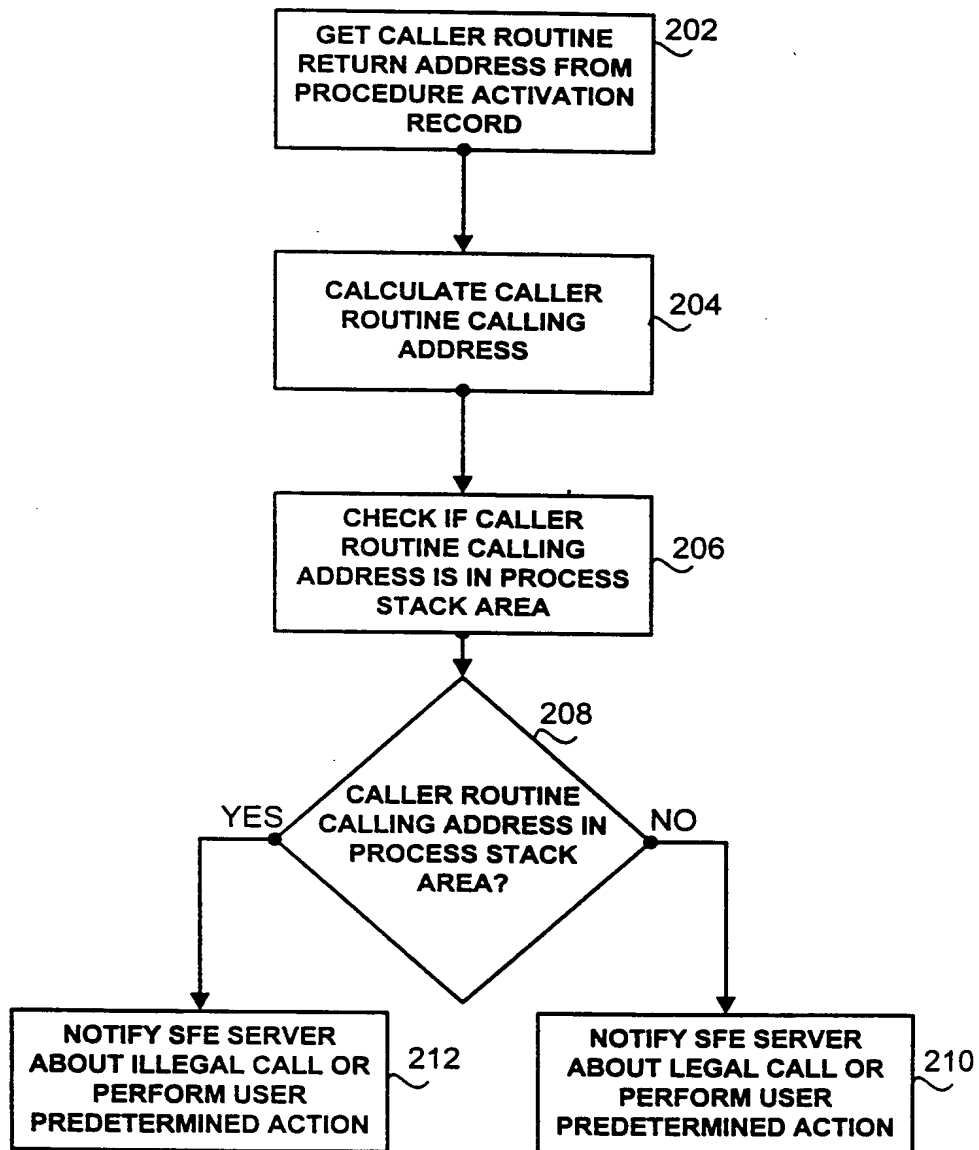 GET CALLER ROUTINE
RETURN ADDRESS FROM
PROCEDURE ACTIVATION
RECORD
202
CALCULATE CALLER
ROUTINE CALLING
ADDRESS
204
CHECK IF CALLER
ROUTINE CALLING
ADDRESS IS IN PROCESS
STACK AREA
206
208
CALLER ROUTINE
CALLING ADDRESS IN
PROCESS STACK
AREA?
YES
NO
NOTIFY SFE SERVER
ABOUT ILLEGAL CALL OR
PERFORM USER
PREDETERMINED ACTION
212
NOTIFY SFE SERVER
ABOUT LEGAL CALL OR
PERFORM USER
PREDETERMINED ACTION
210